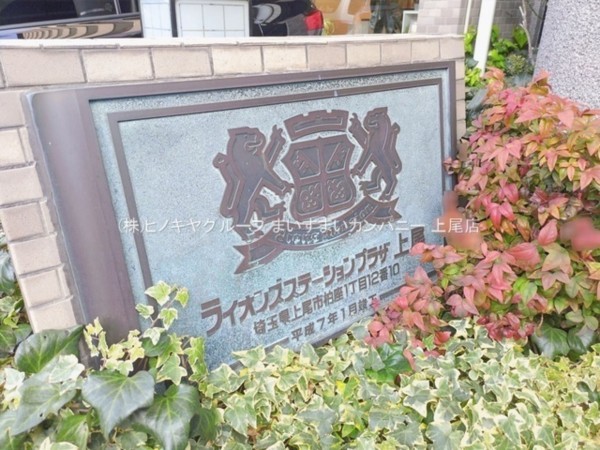 (株)ヒノキヤグループ まいすまいカンパニー 上尾店
ライオンズステーションプラザ 上尾
埼玉県上尾市柏座1丁目12番10
平成7年1月竣工